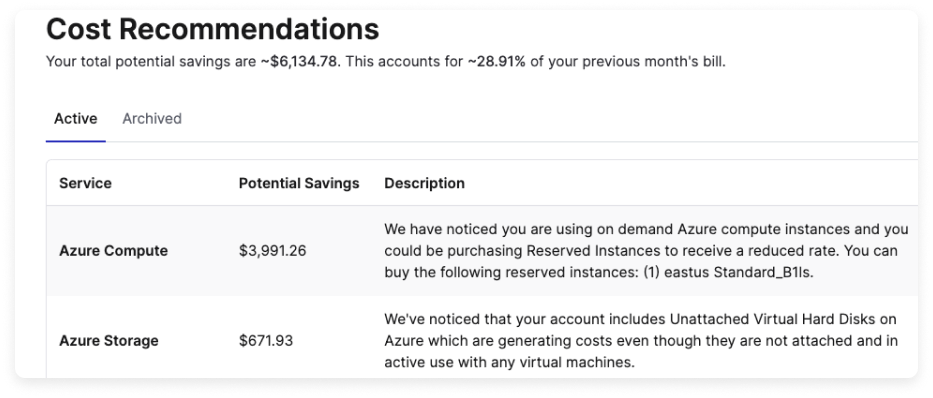 Cost Recommendations
Your total potential savings are ~$6,134.78. This accounts for ~28.91% of your previous month's bill.
Active Archived
Service Potential Savings Description
We have noticed you are using on demand Azure compute instances and you
Azure Compute $3,991.26 could be purchasing Reserved Instances to receive a reduced rate. You can
buy the following reserved instances: (1) eastus Standard_B1ls.
We've noticed that your account includes Unattached Virtual Hard Disks on
Azure Storage $671.93 Azure which are generating costs even though they are not attached and in
active use with any virtual machines.